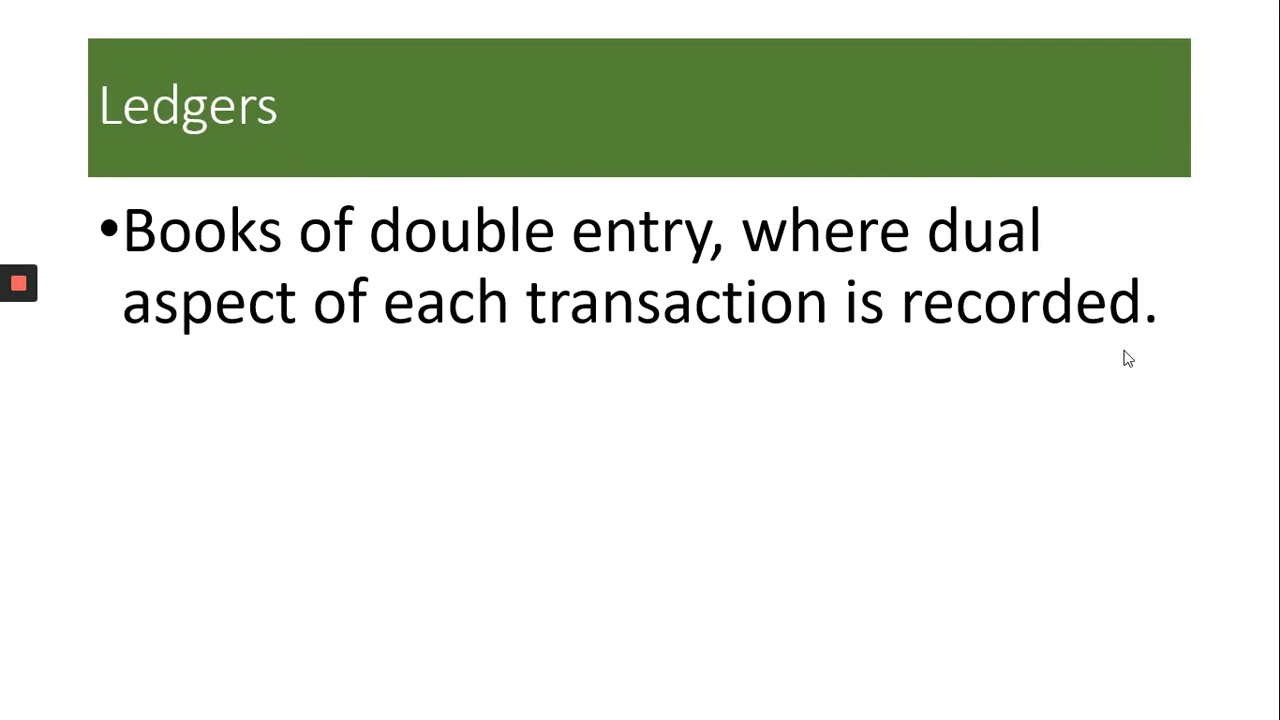 Ledgers
•Books of double entry, where dual
aspect of each transaction is recorded.